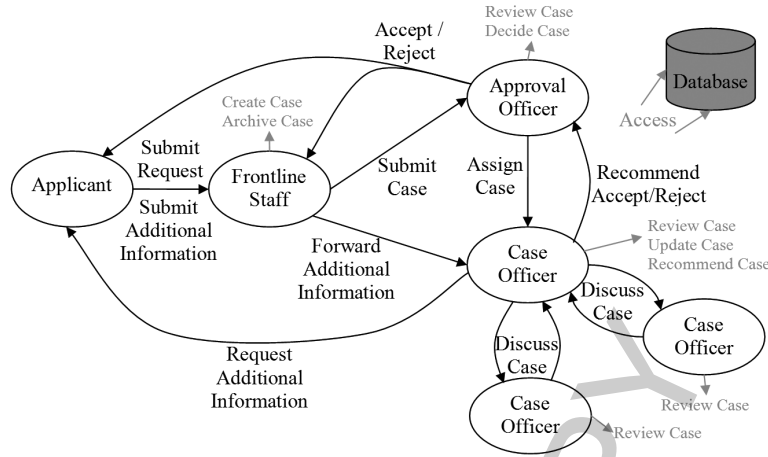 Review Case
Decide Case
Accept /
Reject
Approval
Officer
Database
Access
Create Case
Archive Case
Submit
Request
Applicant
Frontline
Staff
Submit
Case
Assign
Case
Recommend
Accept/Reject
Submit
Additional
Information
Forward
Additional
Information
Case
Officer
Review Case
Update Case
Recommend Case
Discuss
Case
Case
Officer
Review Case
Request
Additional
Information
Discuss
Case
Case
Officer
Review Case